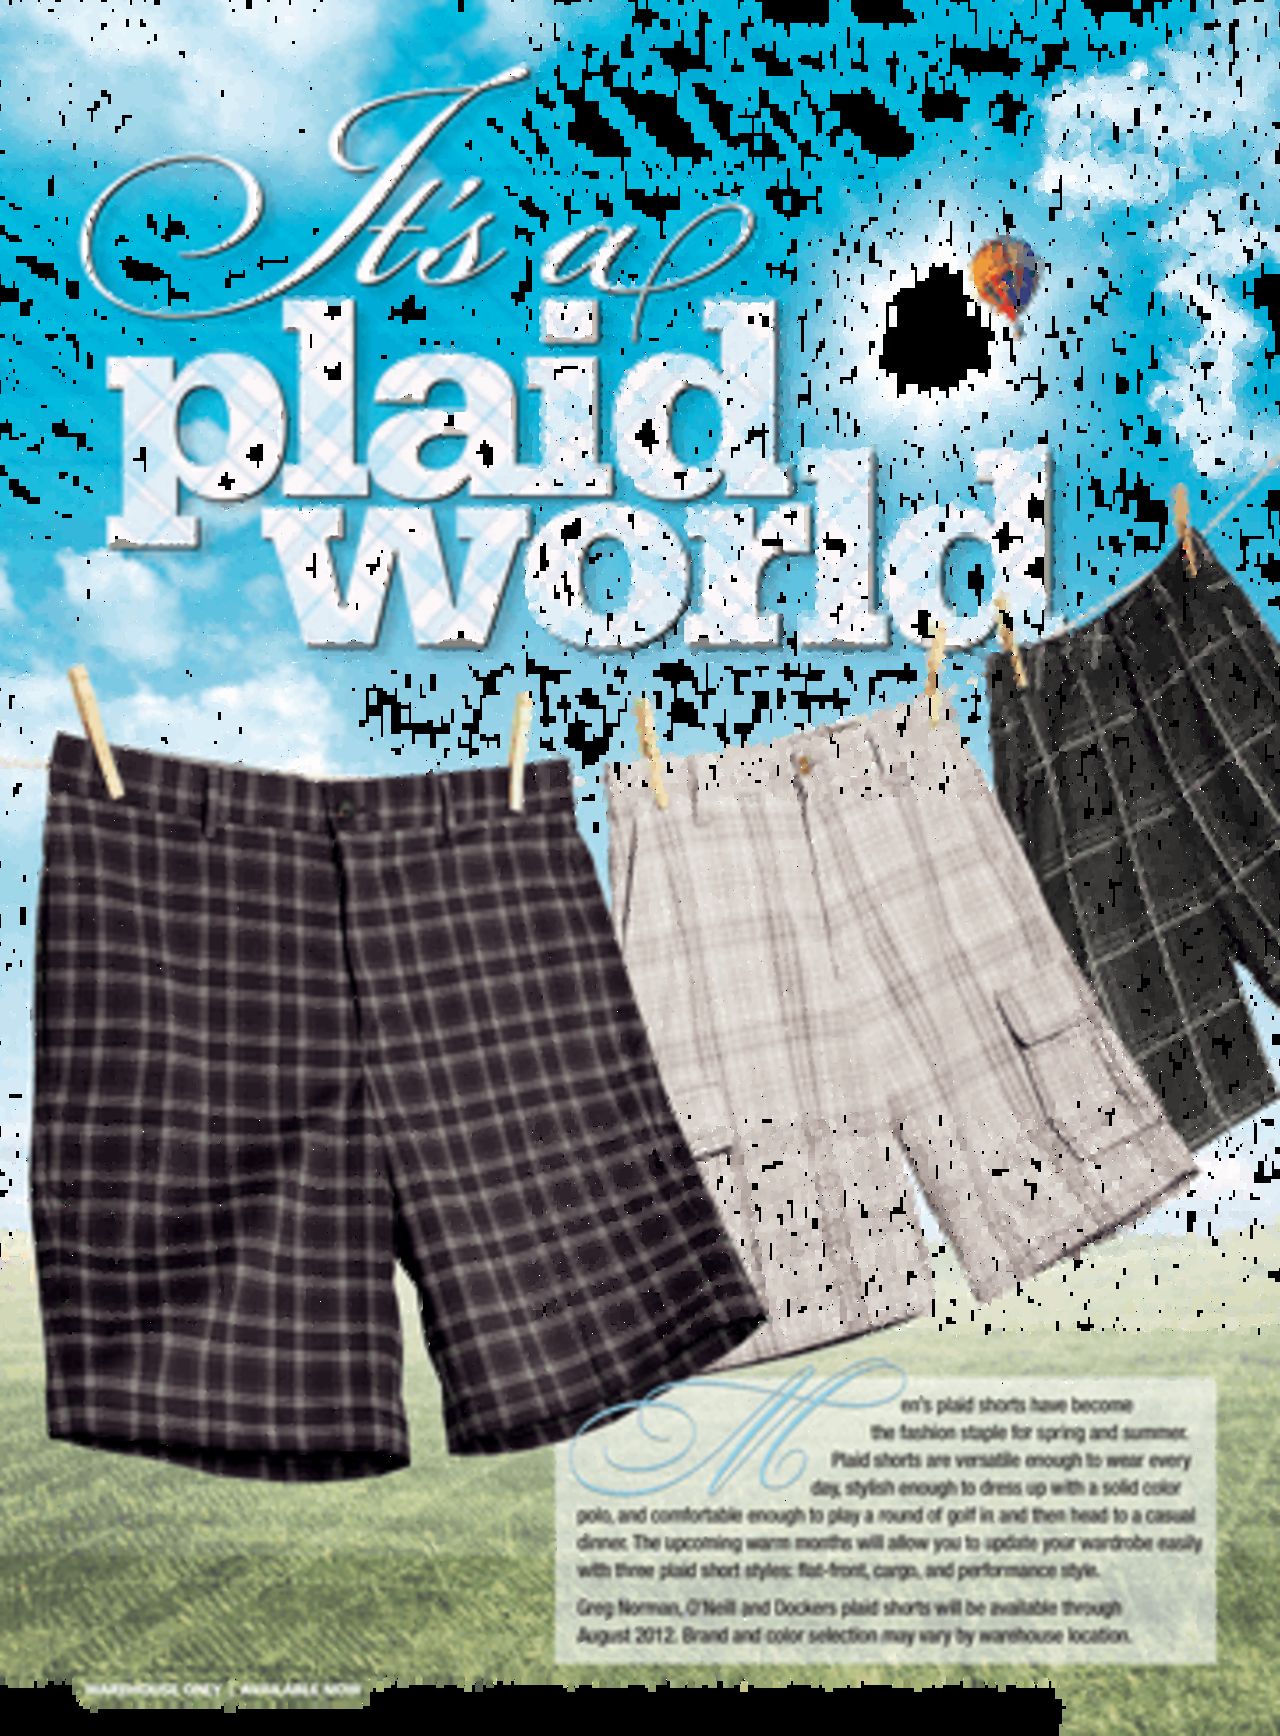 It's a
plaid
world
Men's plaid shorts have become
the fashion staple for spring and summer.
Plaid shorts are versatile enough to wear every
day, stylish enough to dress up with a solid color
polo, and comfortable enough to play a round of golf in and then head to a casual
dinner. The upcoming warm months will allow you to update your wardrobe easily
with three plaid short styles: flat-front, cargo, and performance style.
Greg Norman, O'Neill and Dockers plaid shorts will be available through
August 2012. Brand and color selection may vary by warehouse location.
WAREHOUSE ONLY | AVAILABLE NOW